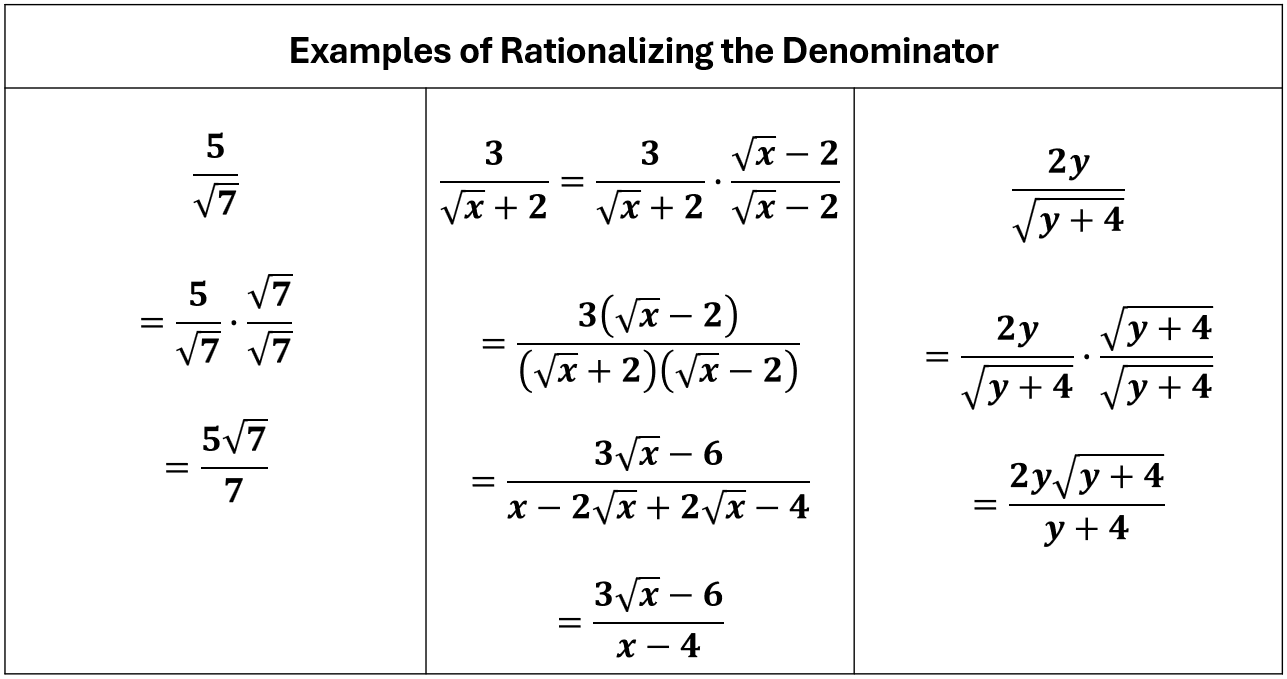 Examples of Rationalizing the Denominator
5/√7
= 5/√7 · √7/√7
= 5√7/7
3/(√x + 2) = 3/(√x + 2) · (√x − 2)/(√x − 2)
= 3(√x − 2)/((√x + 2)(√x − 2))
= (3√x − 6)/(x − 2√x + 2√x − 4)
= (3√x − 6)/(x − 4)
2y/√(y + 4)
= 2y/√(y + 4) · √(y + 4)/√(y + 4)
= 2y√(y + 4)/(y + 4)